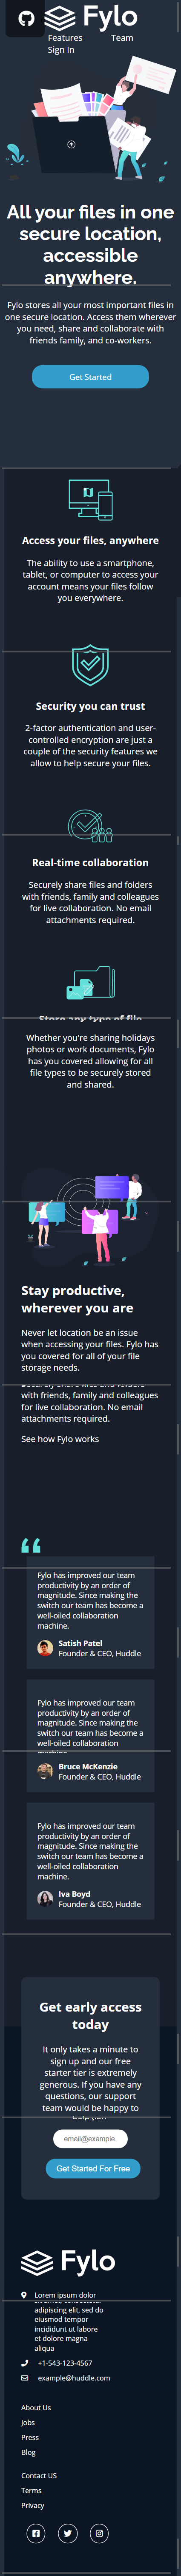 Fylo
Features Team
Sign In
All your files in one
secure location,
accessible
anywhere.
Fylo stores all your most important files in
one secure location. Access them wherever
you need, share and collaborate with
friends family, and co-workers.
Get Started
Access your files, anywhere
The ability to use a smartphone,
tablet, or computer to access your
account means your files follow
you everywhere.
Security you can trust
2-factor authentication and user-
controlled encryption are just a
couple of the security features we
allow to help secure your files.
Real-time collaboration
Securely share files and folders
with friends, family and colleagues
for live collaboration. No email
attachments required.
Store any type of file
Whether you're sharing holidays
photos or work documents, Fylo
has you covered allowing for all
file types to be securely stored
and shared.
Stay productive,
wherever you are
Never let location be an issue
when accessing your files. Fylo has
you covered for all of your file
storage needs.
Securely share files and folders
with friends, family and colleagues
for live collaboration. No email
attachments required.
See how Fylo works
Fylo has improved our team
productivity by an order of
magnitude. Since making the
switch our team has become a
well-oiled collaboration
machine.
Satish Patel
Founder & CEO, Huddle
Fylo has improved our team
productivity by an order of
magnitude. Since making the
switch our team has become a
well-oiled collaboration
machine.
Bruce McKenzie
Founder & CEO, Huddle
Fylo has improved our team
productivity by an order of
magnitude. Since making the
switch our team has become a
well-oiled collaboration
machine.
Iva Boyd
Founder & CEO, Huddle
Get early access
today
It only takes a minute to
sign up and our free
starter tier is extremely
generous. If you have any
questions, our support
team would be happy to
help you.
email@example.
Get Started For Free
Fylo
Lorem ipsum dolor
adipiscing elit, sed do
eiusmod tempor
incididunt ut labore
et dolore magna
aliqua
+1-543-123-4567
example@huddle.com
About Us
Jobs
Press
Blog
Contact US
Terms
Privacy